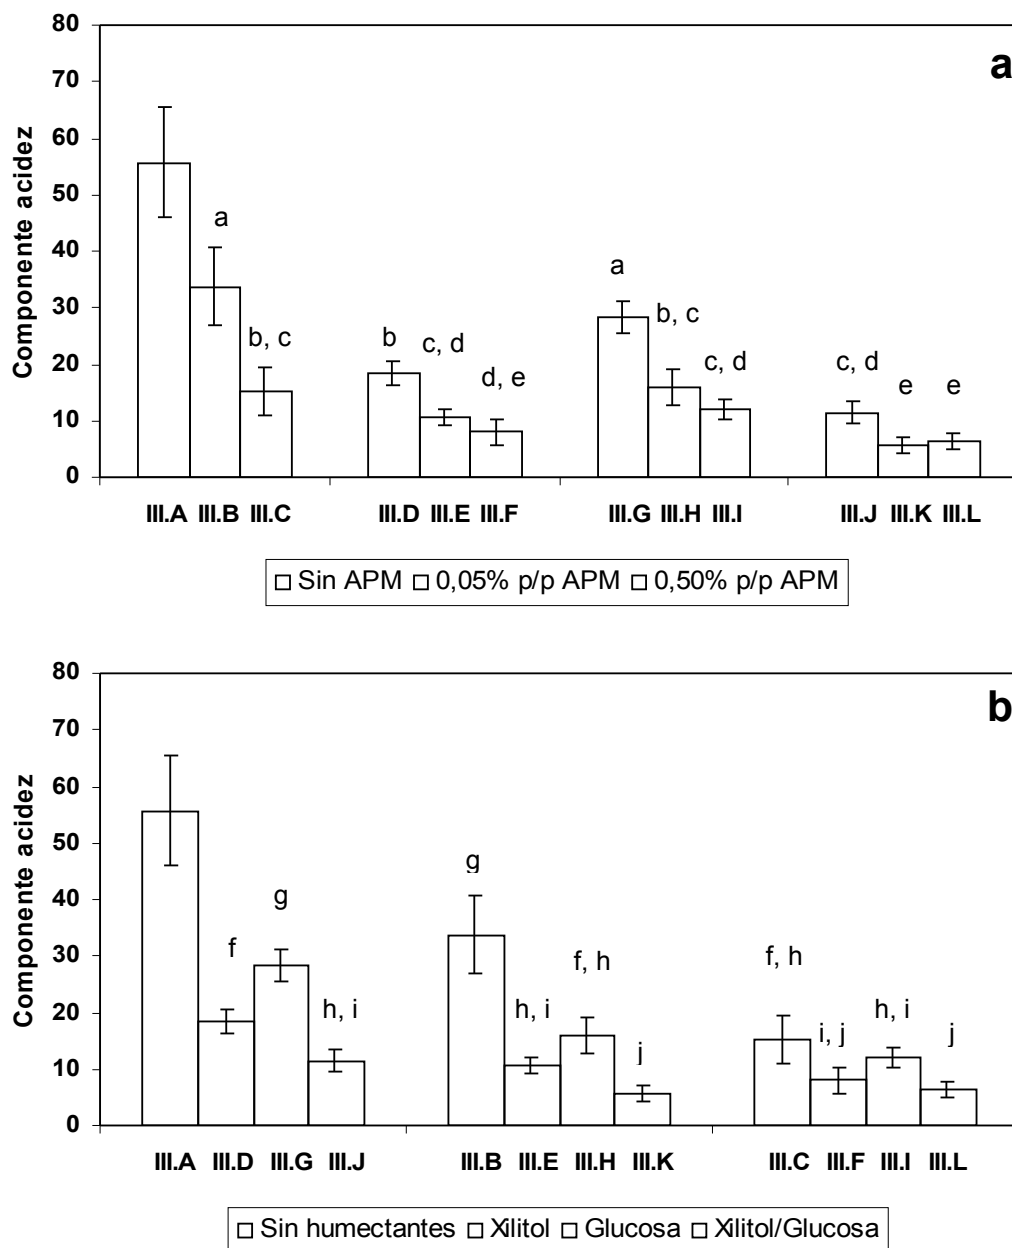 80
a
70
60
50
40
30
20
10
0
Componente acidez
a
b, c
b
c, d
d, e
a
b, c
c, d
c, d
e
e
III.A III.B III.C III.D III.E III.F III.G III.H III.I III.J III.K III.L
Sin APM 0,05% p/p APM 0,50% p/p APM
80
b
70
60
50
40
30
20
10
0
Componente acidez
f
g
h, i
g
h, i
f, h
j
f, h
i, j
h, i
j
III.A III.D III.G III.J III.B III.E III.H III.K III.C III.F III.I III.L
Sin humectantes Xilitol Glucosa Xilitol/Glucosa